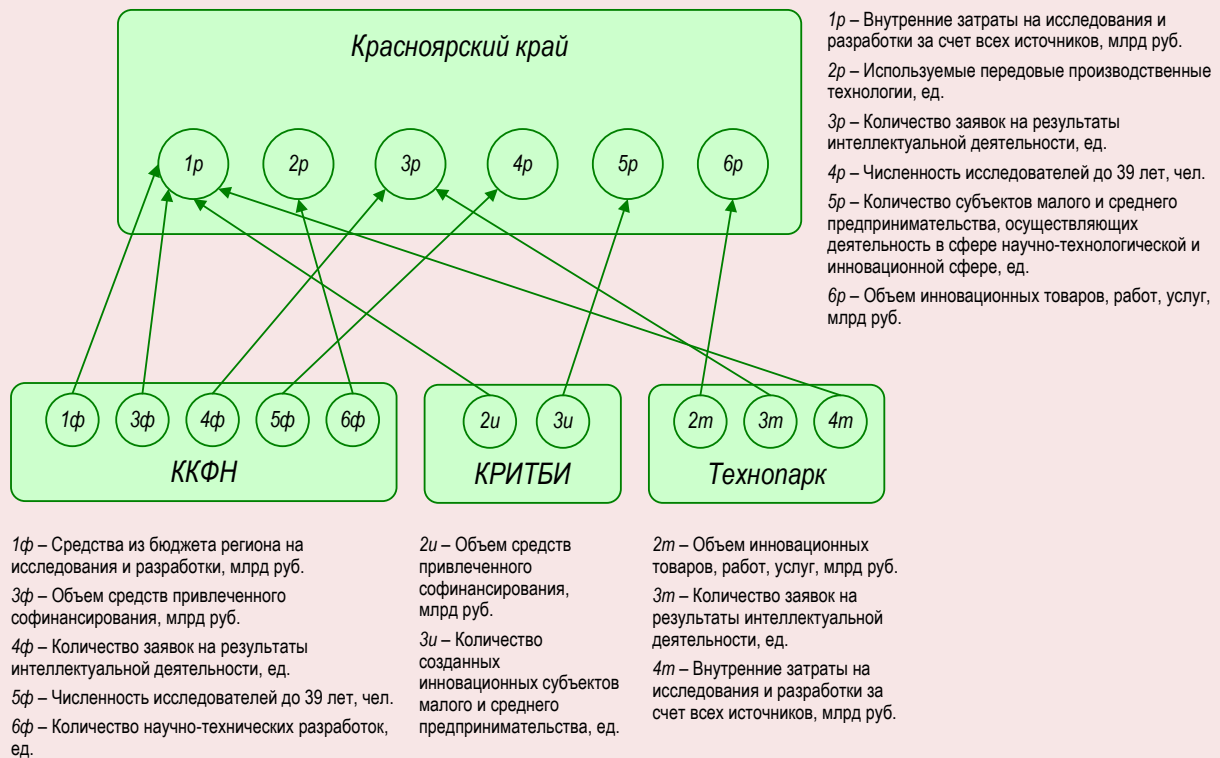 Красноярский край
1р
2р
3р
4р
5р
6р
1р – Внутренние затраты на исследования и
разработки за счет всех источников, млрд руб.
2р – Используемые передовые производственные
технологии, ед.
3р – Количество заявок на результаты
интеллектуальной деятельности, ед.
4р – Численность исследователей до 39 лет, чел.
5р – Количество субъектов малого и среднего
предпринимательства, осуществляющих
деятельность в сфере научно-технологической и
инновационной сфере, ед.
6р – Объем инновационных товаров, работ, услуг,
млрд руб.
1ф
3ф
4ф
5ф
6ф
ККФН
2и
3и
КРИТБИ
2т
3т
4т
Технопарк
1ф – Средства из бюджета региона на
исследования и разработки, млрд руб.
3ф – Объем средств привлеченного
софинансирования, млрд руб.
4ф – Количество заявок на результаты
интеллектуальной деятельности, ед.
5ф – Численность исследователей до 39 лет, чел.
6ф – Количество научно-технических разработок,
ед.
2и – Объем средств
привлеченного
софинансирования,
млрд руб.
3и – Количество
созданных
инновационных субъектов
малого и среднего
предпринимательства, ед.
2т – Объем инновационных
товаров, работ, услуг, млрд руб.
3т – Количество заявок на
результаты интеллектуальной
деятельности, ед.
4т – Внутренние затраты на
исследования и разработки за
счет всех источников, млрд руб.